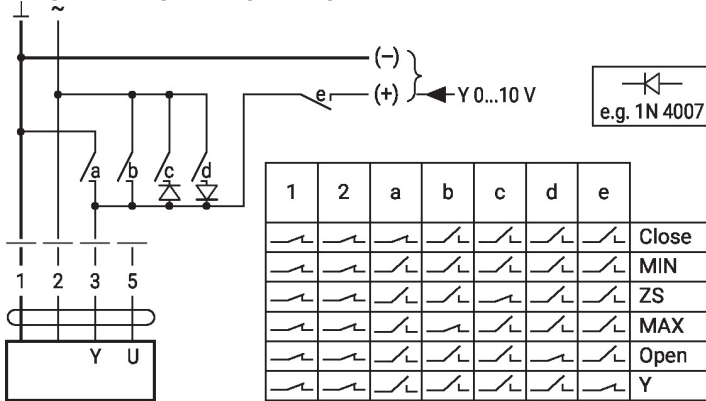 ~
(–)
e (+) Y 0...10 V
e.g. 1N 4007
a b c d
1 2 a b c d e
Close
MIN
1 2 3 5 ZS
MAX
Y U Open
Y